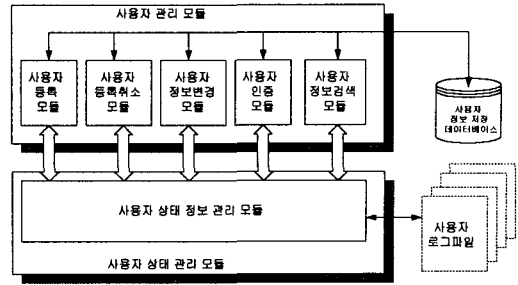 사용자 관리 모듈
사용자
등록
모듈
사용자
등록취소
모듈
사용자
정보변경
모듈
사용자
인증
모듈
사용자
정보검색
모듈
사용자
정보 저장
데이터베이스
사용자 상태 정보 관리 모듈
사용자
로그파일
사용자 상태 관리 모듈